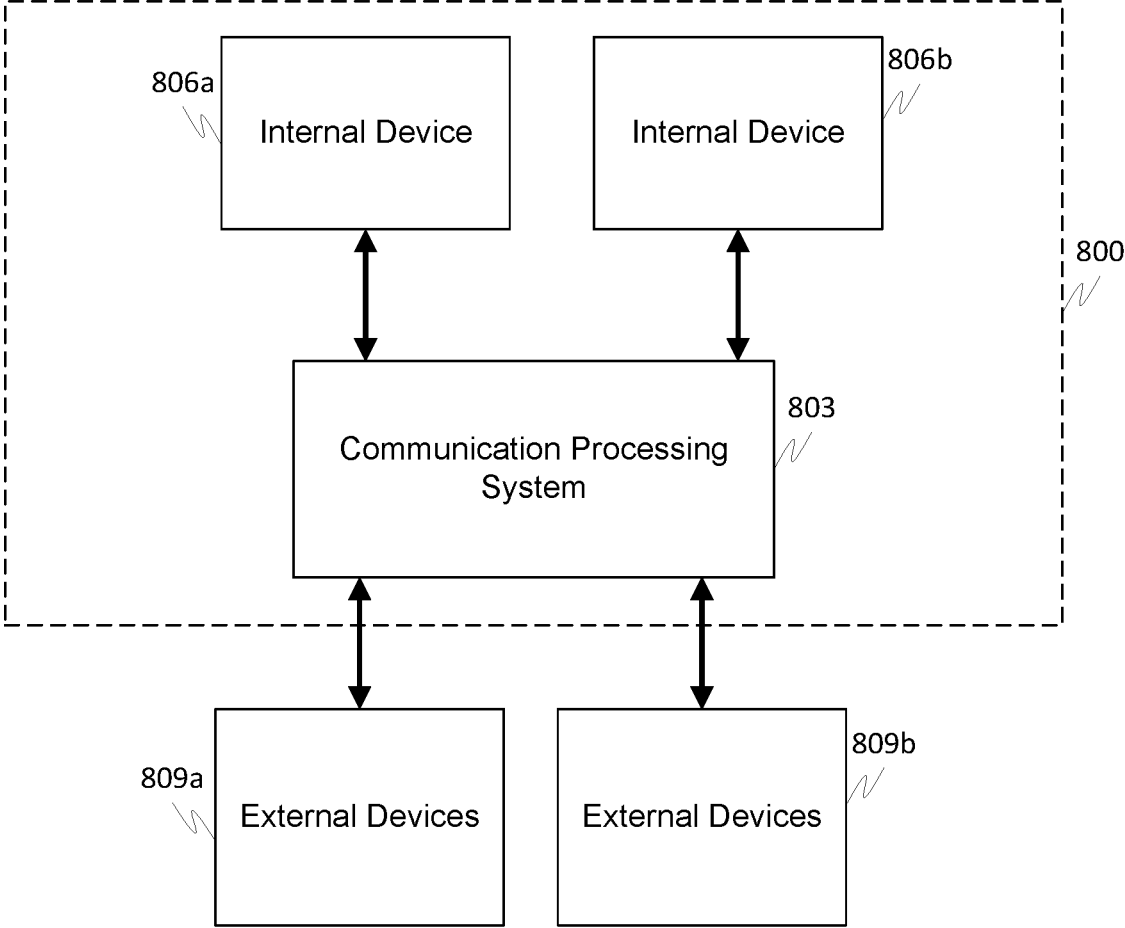 806a
806b
Internal Device
Internal Device
800
803
Communication Processing
System
809a
809b
External Devices
External Devices